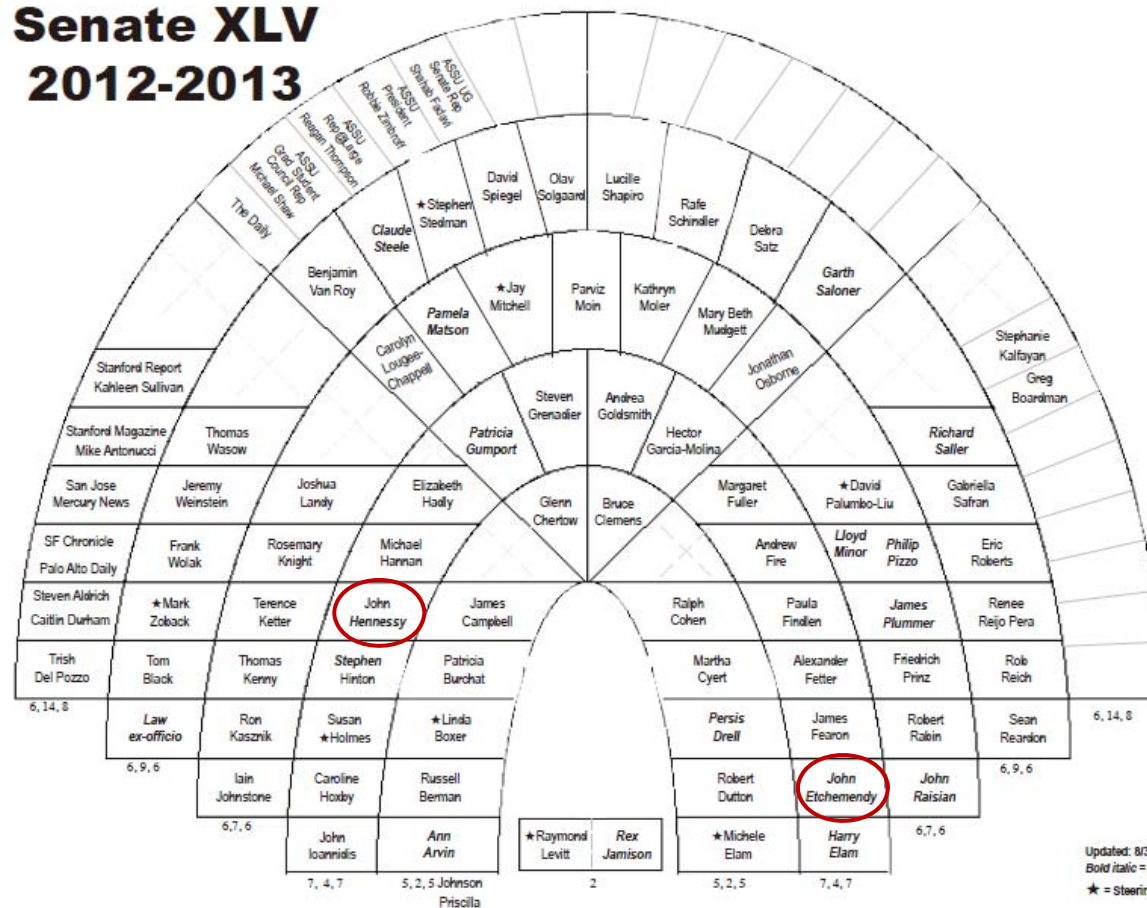 Senate XLV
2012-2013
ASSU UG
Senate Rep
Shahab Fadavi
ASSU
President
Robbie Zimbroff
ASSU
Rep@Large
Reagan Thompson
ASSU
Grad Student
Council Rep
Michael Shaw
The Daily
Benjamin
Van Roy
Claude
Steele
★Stephen
Stedman
David
Spiegel
Olav
Solgaard
Lucille
Shapiro
Rafe
Schindler
Debra
Satz
Garth
Saloner
Carolyn
Lougee-
Chappell
Pamela
Matson
★Jay
Mitchell
Parviz
Moin
Kathryn
Moler
Mary Beth
Mudgett
Jonathan
Osborne
Stephanie
Kalfayan
Greg
Boardman
Patricia
Gumport
Steven
Grenadier
Andrea
Goldsmith
Hector
Garcia-Molina
Glenn
Chertow
Bruce
Clemens
Stanford Report
Kahleen Sullivan
Stanford Magazine
Mike Antonucci
Thomas
Wasow
Richard
Saller
San Jose
Mercury News
Jeremy
Weinstein
Joshua
Landy
Elizabeth
Hadly
Margaret
Fuller
★David
Palumbo-Liu
Gabriella
Safran
SF Chronicle
Palo Alto Daily
Frank
Wolak
Rosemary
Knight
Michael
Hannan
Andrew
Fire
Lloyd
Minor
Philip
Pizzo
Eric
Roberts
Steven Aldrich
Caitlin Durham
★Mark
Zoback
Terence
Ketter
John
Hennessy
James
Campbell
Ralph
Cohen
Paula
Findlen
James
Plummer
Renee
Reijo Pera
Trish
Del Pozzo
Tom
Black
Thomas
Kenny
Stephen
Hinton
Patricia
Burchat
Martha
Cyert
Alexander
Fetter
Friedrich
Prinz
Rob
Reich
6, 14, 8
Law
ex-officio
Ron
Kasznik
Susan
★Holmes
★Linda
Boxer
Persis
Drell
James
Fearon
Robert
Rabin
Sean
Reardon
6, 14, 8
6, 9, 6
Iain
Johnstone
Caroline
Hoxby
Russell
Berman
Robert
Dutton
John
Etchemendy
John
Raisian
6, 9, 6
6,7, 6
John
Ioannidis
Ann
Arvin
★Raymond
Levitt
Rex
Jamison
★Michele
Elam
Harry
Elam
6,7, 6
7, 4, 7
5, 2, 5 Johnson
Priscilla
2
5, 2, 5
7, 4, 7
Updated: 8/3
Bold italic =
★ = Steerin